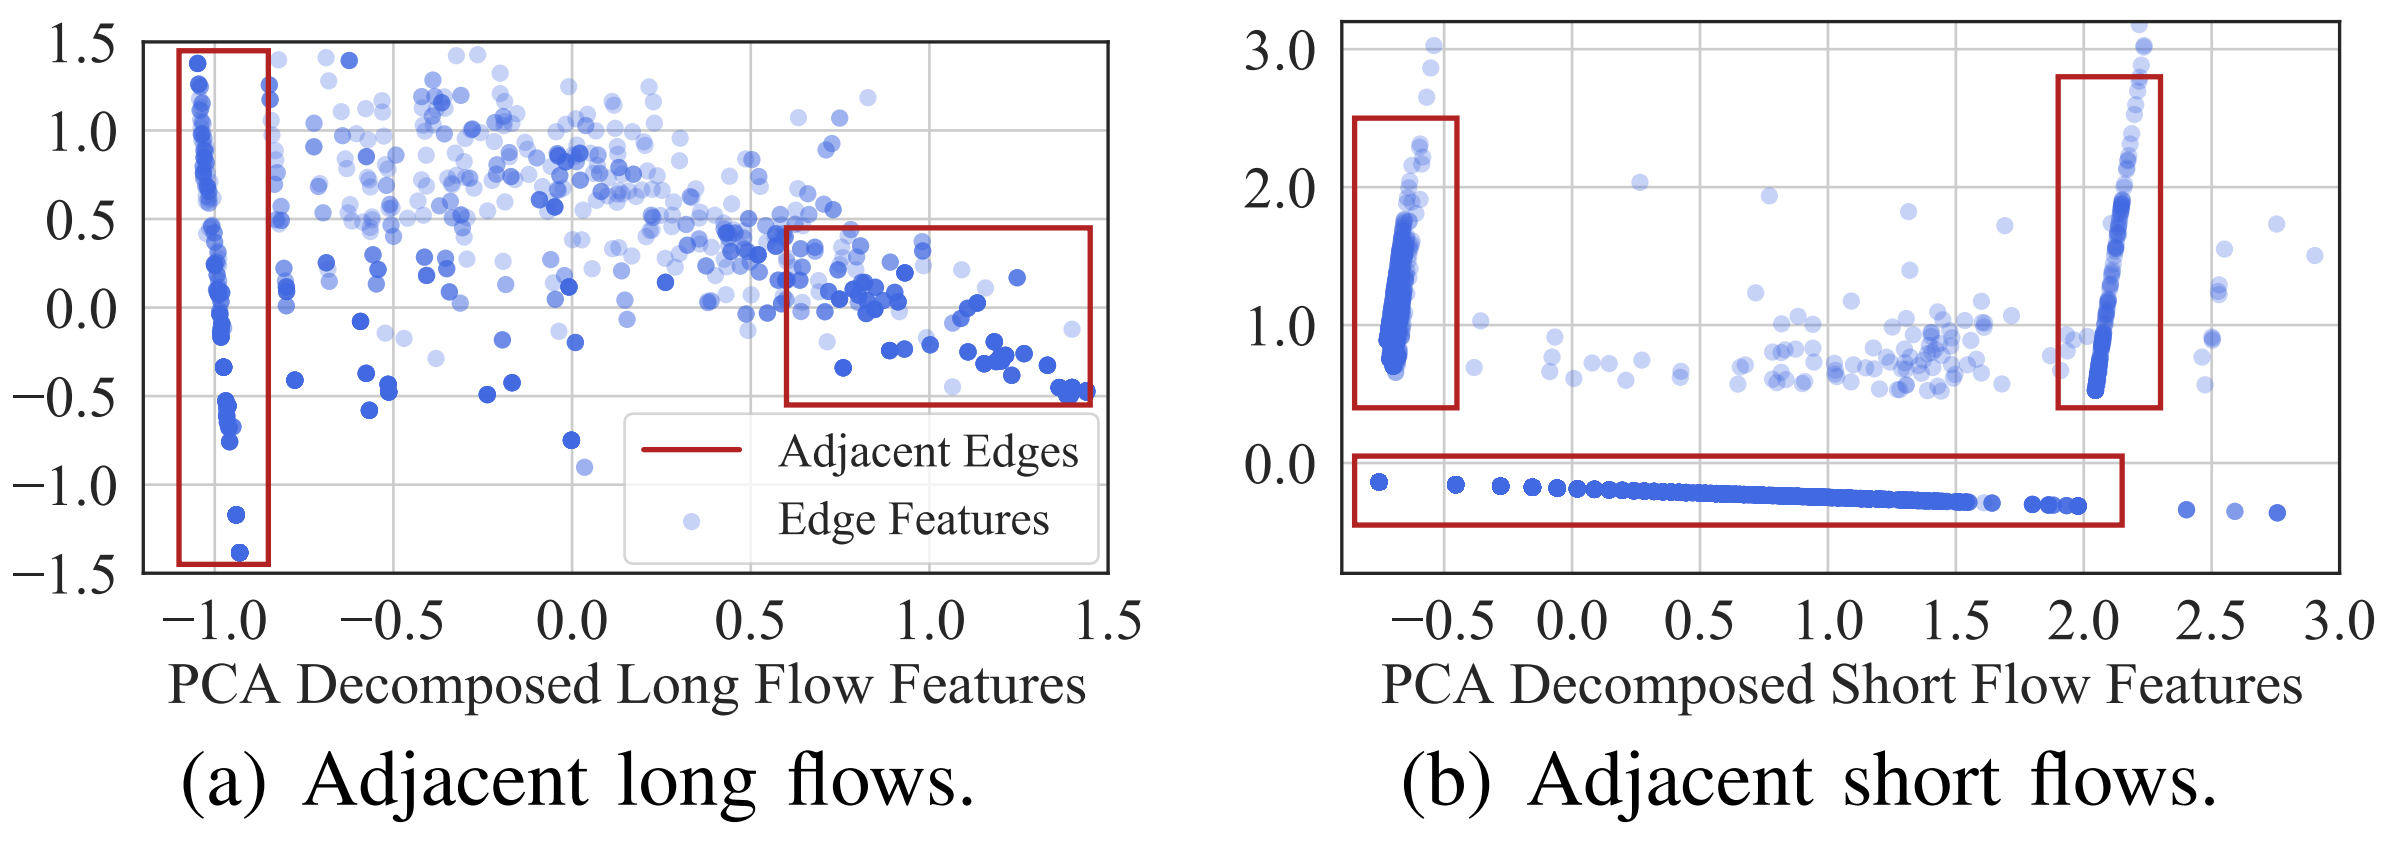 1.5
1.0
0.5
0.0
−0.5
−1.0
−1.5
Adjacent Edges
Edge Features
−1.0 −0.5 0.0 0.5 1.0 1.5
PCA Decomposed Long Flow Features
(a) Adjacent long flows.
3.0
2.0
1.0
0.0
−0.5 0.0 0.5 1.0 1.5 2.0 2.5 3.0
PCA Decomposed Short Flow Features
(b) Adjacent short flows.